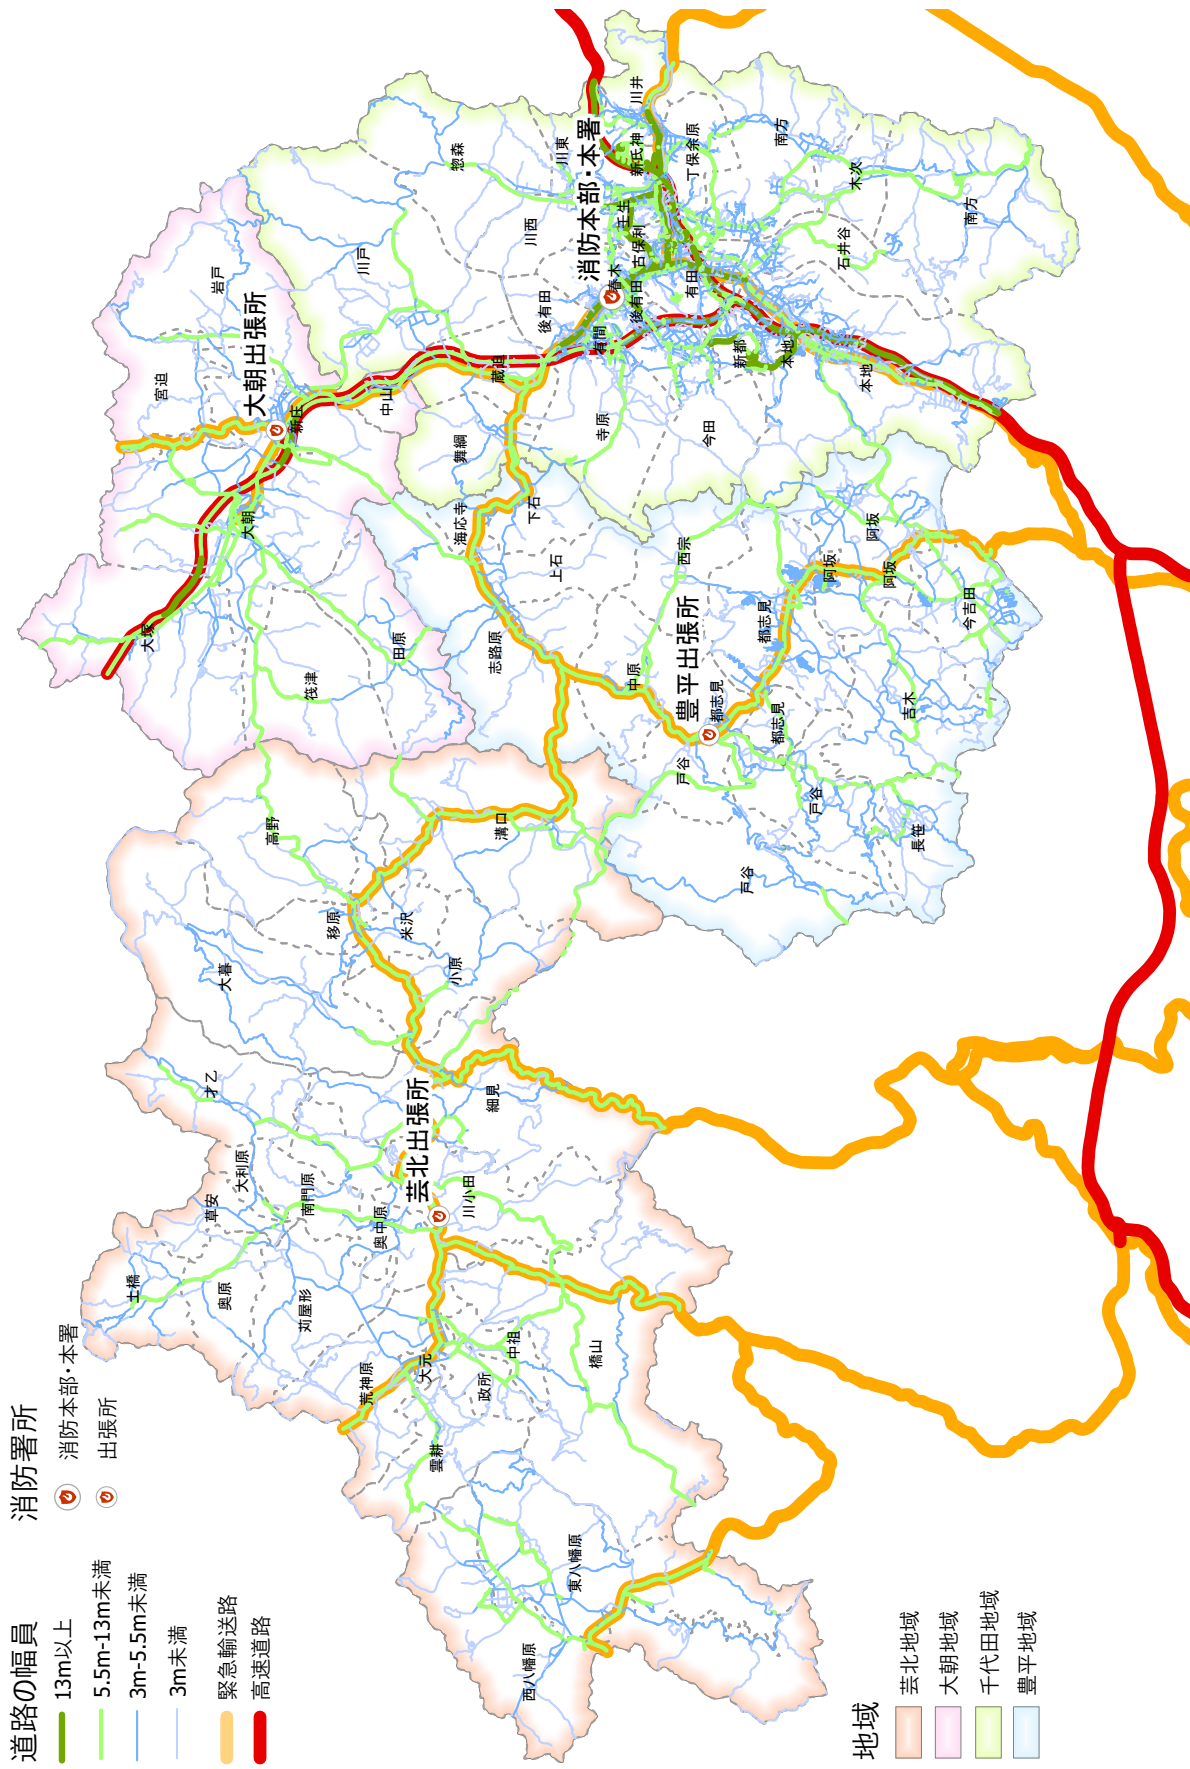 道路の幅員
13m以上
5.5m-13m未満
3m-5.5m未満
3m未満
緊急輸送路
高速道路
消防署所
消防本部・本署
出張所
地域
芸北地域
大朝地域
千代田地域
豊平地域
西八幡原
東八幡原
雲耕
荒神原
大元
政所
中祖
橋山
土橋
奥原
苅屋形
草安
大利原
南門原
奥中原
芸北出張所
川小田
才乙
細見
大暮
移原
米沢
小原
高野
溝口
大塚
筏津
田原
大朝
大朝出張所
新庄
宮迫
岩戸
中山
海応寺
志路原
上石
下石
中原
西宗
豊平出張所
都志見
都志見
都志見
戸谷
戸谷
戸谷
長笹
吉木
今吉田
阿坂
阿坂
阿坂
舞綱
蔵迫
寺原
今田
有間
後有田
後有田
川戸
川西
惣森
川東
消防本部・本署
春木
古保利
壬生
新氏神
川井
丁保余原
有田
新都
本地
本地
石井谷
木次
南方
南方